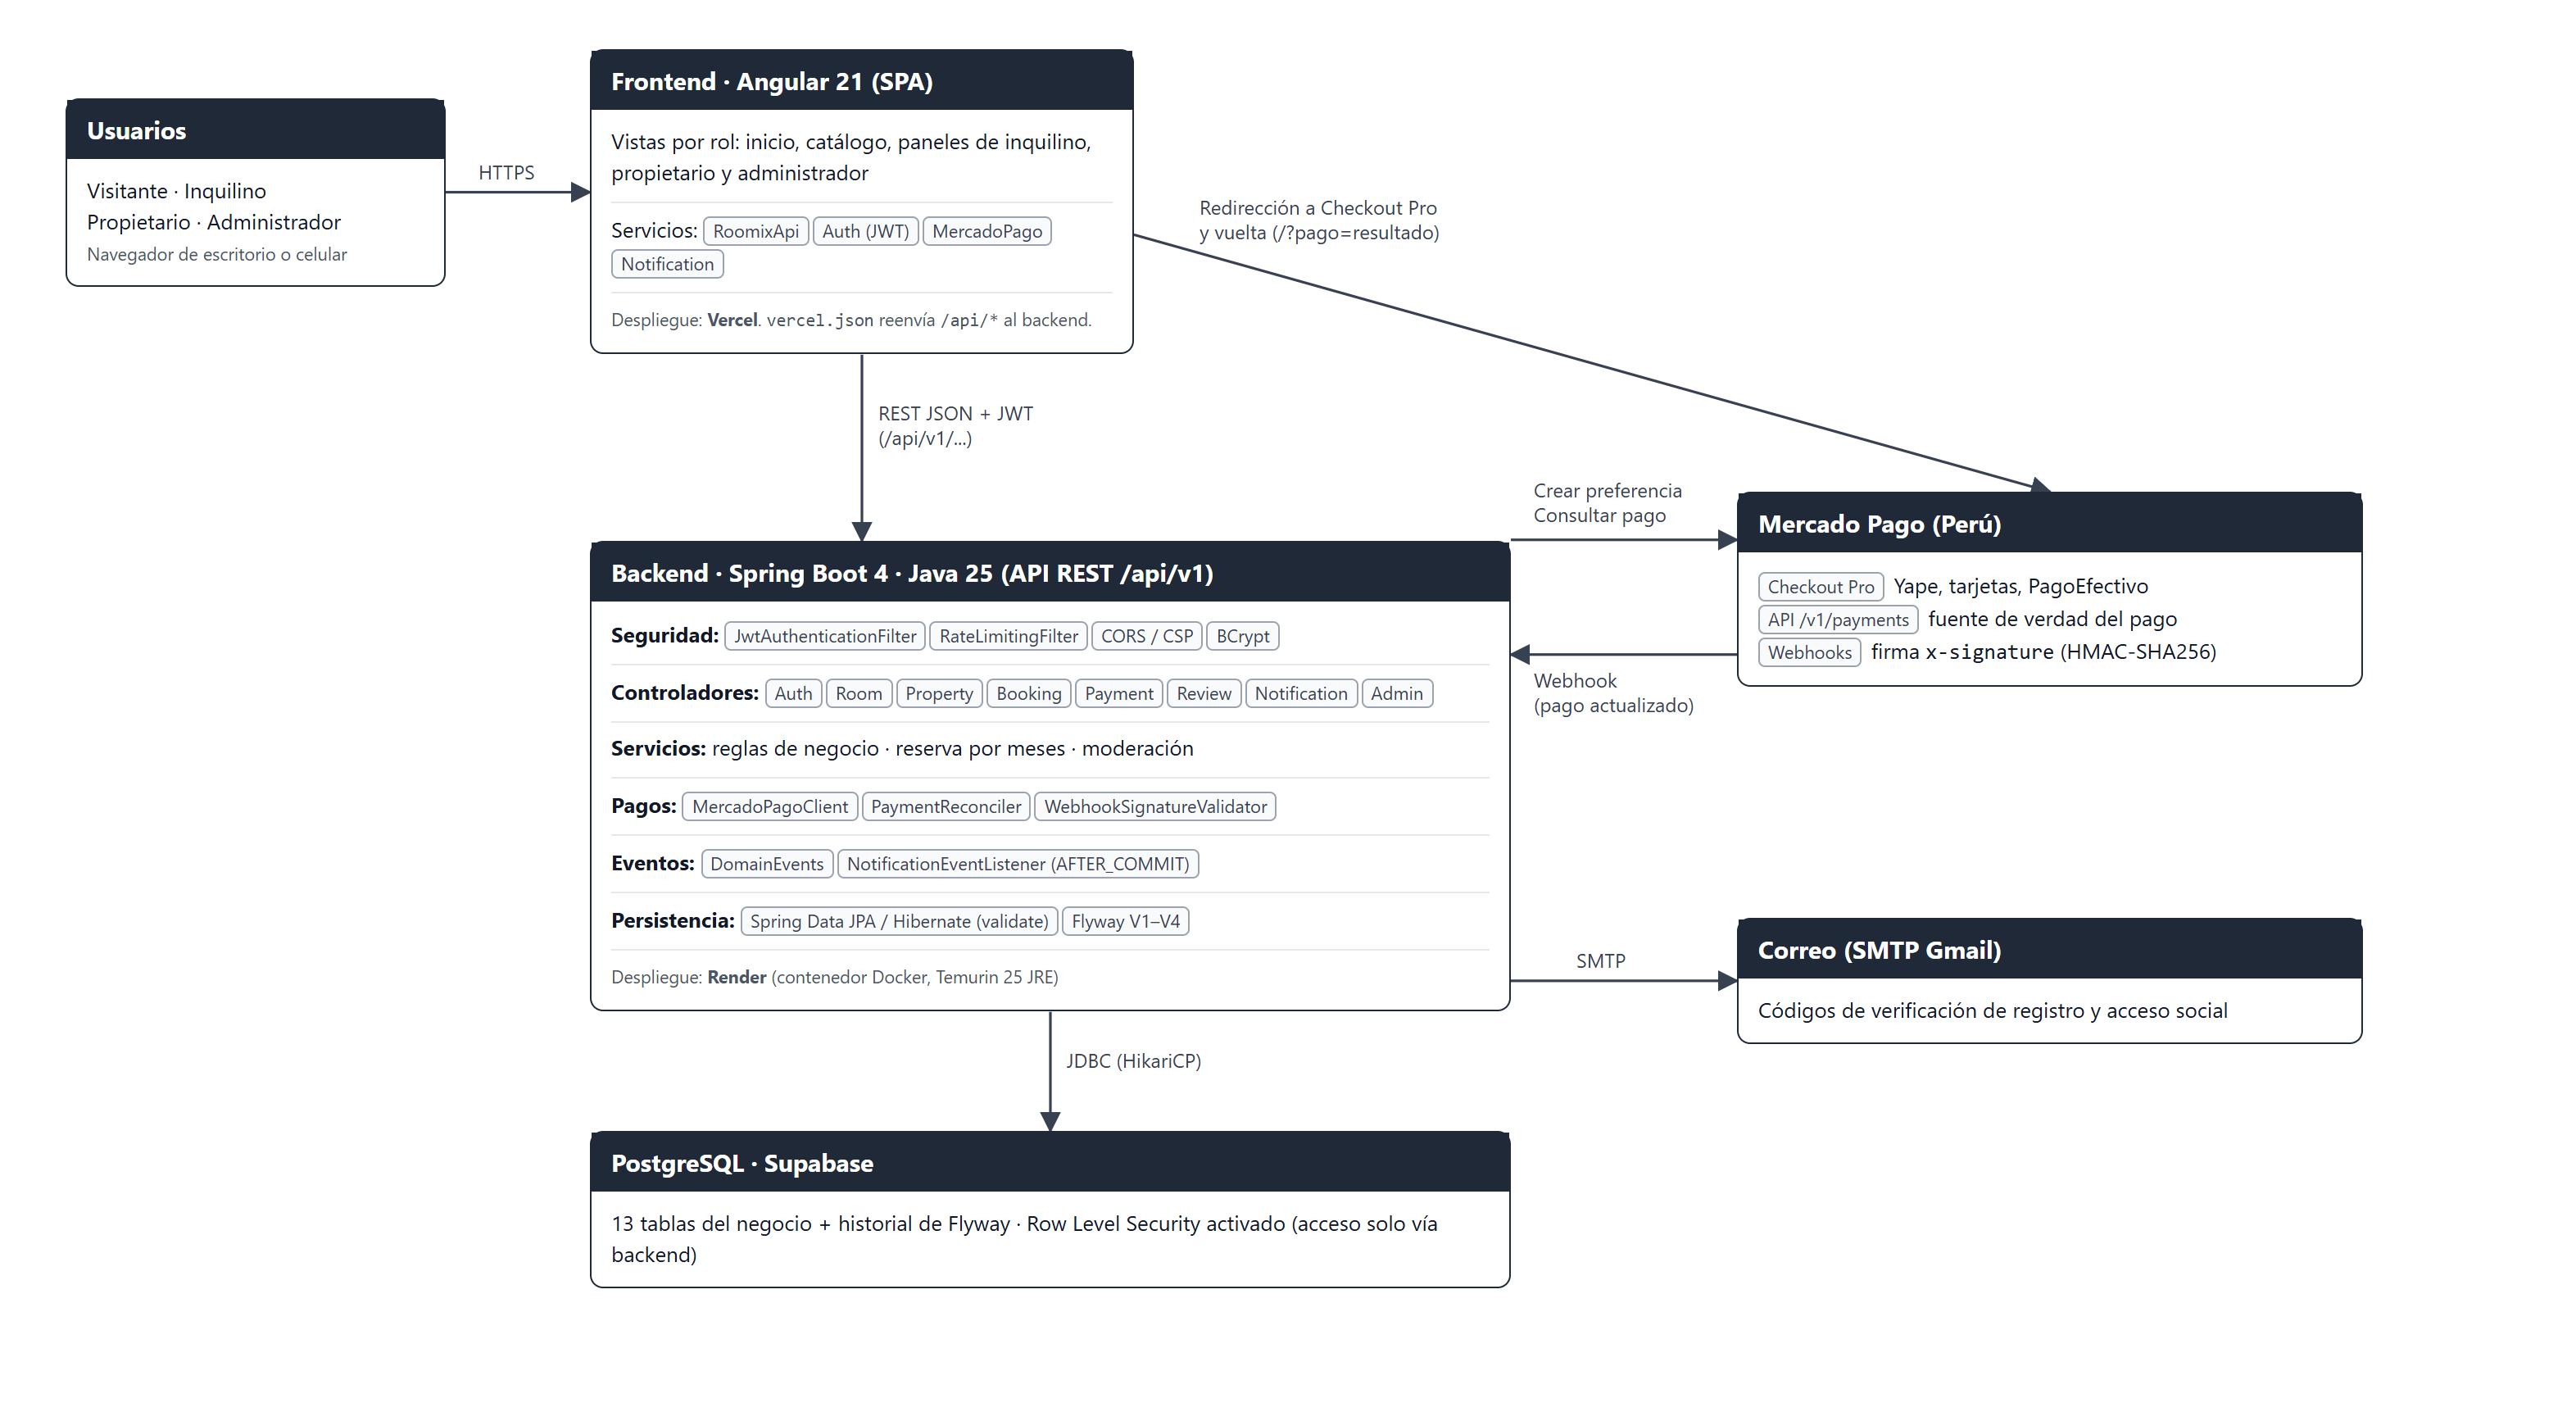 Usuarios
Visitante · Inquilino
Propietario · Administrador
Navegador de escritorio o celular
HTTPS
Frontend · Angular 21 (SPA)
Vistas por rol: inicio, catálogo, paneles de inquilino,
propietario y administrador
Servicios: RoomixApi Auth (JWT) MercadoPago
Notification
Despliegue: Vercel. vercel.json reenvía /api/* al backend.
Redirección a Checkout Pro
y vuelta (/?pago=resultado)
REST JSON + JWT
(/api/v1/...)
Backend · Spring Boot 4 · Java 25 (API REST /api/v1)
Seguridad: JwtAuthenticationFilter RateLimitingFilter CORS / CSP BCrypt
Controladores: Auth Room Property Booking Payment Review Notification Admin
Servicios: reglas de negocio · reserva por meses · moderación
Pagos: MercadoPagoClient PaymentReconciler WebhookSignatureValidator
Eventos: DomainEvents NotificationEventListener (AFTER_COMMIT)
Persistencia: Spring Data JPA / Hibernate (validate) Flyway V1–V4
Despliegue: Render (contenedor Docker, Temurin 25 JRE)
Crear preferencia
Consultar pago
Mercado Pago (Perú)
Checkout Pro Yape, tarjetas, PagoEfectivo
API /v1/payments fuente de verdad del pago
Webhooks firma x-signature (HMAC-SHA256)
Webhook
(pago actualizado)
SMTP
Correo (SMTP Gmail)
Códigos de verificación de registro y acceso social
JDBC (HikariCP)
PostgreSQL · Supabase
13 tablas del negocio + historial de Flyway · Row Level Security activado (acceso solo vía
backend)